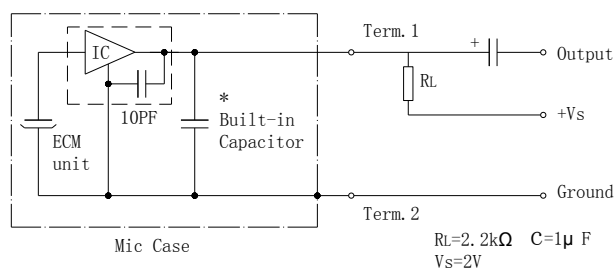 Term.1
IC
+
Output
*
RL
10PF
Built-in
Capacitor
+Vs
ECM
unit
Ground
Term.2
Mic Case
RL=2.2kΩ C=1μ F
Vs=2V